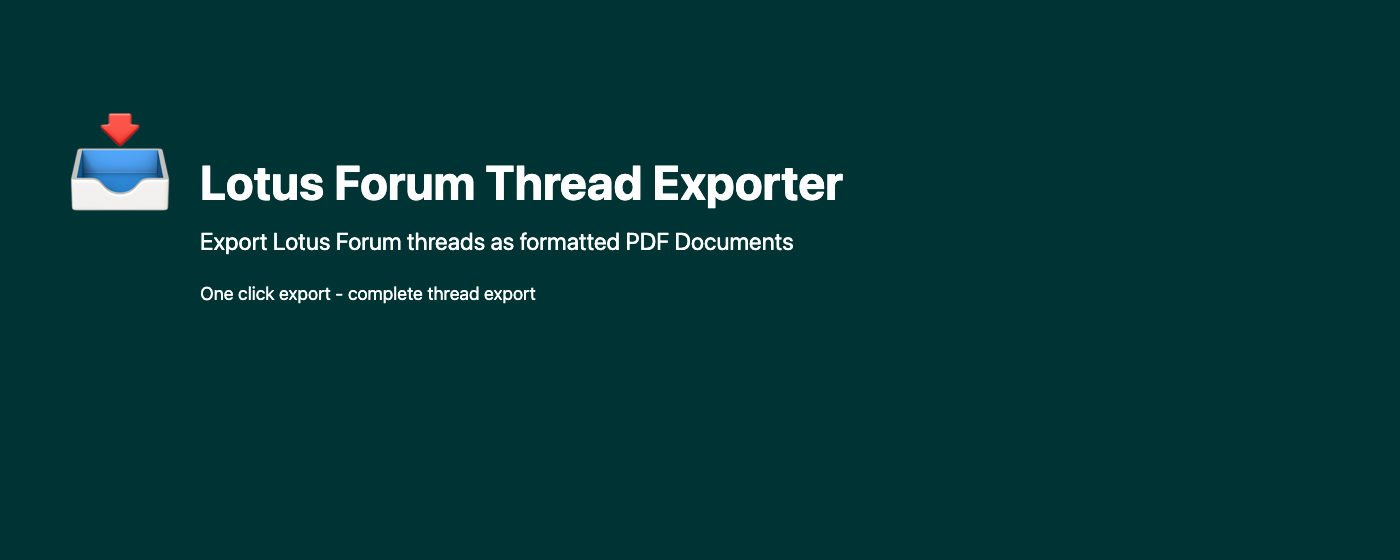 Lotus Forum Thread Exporter
Export Lotus Forum threads as formatted PDF Documents
One click export - complete thread export